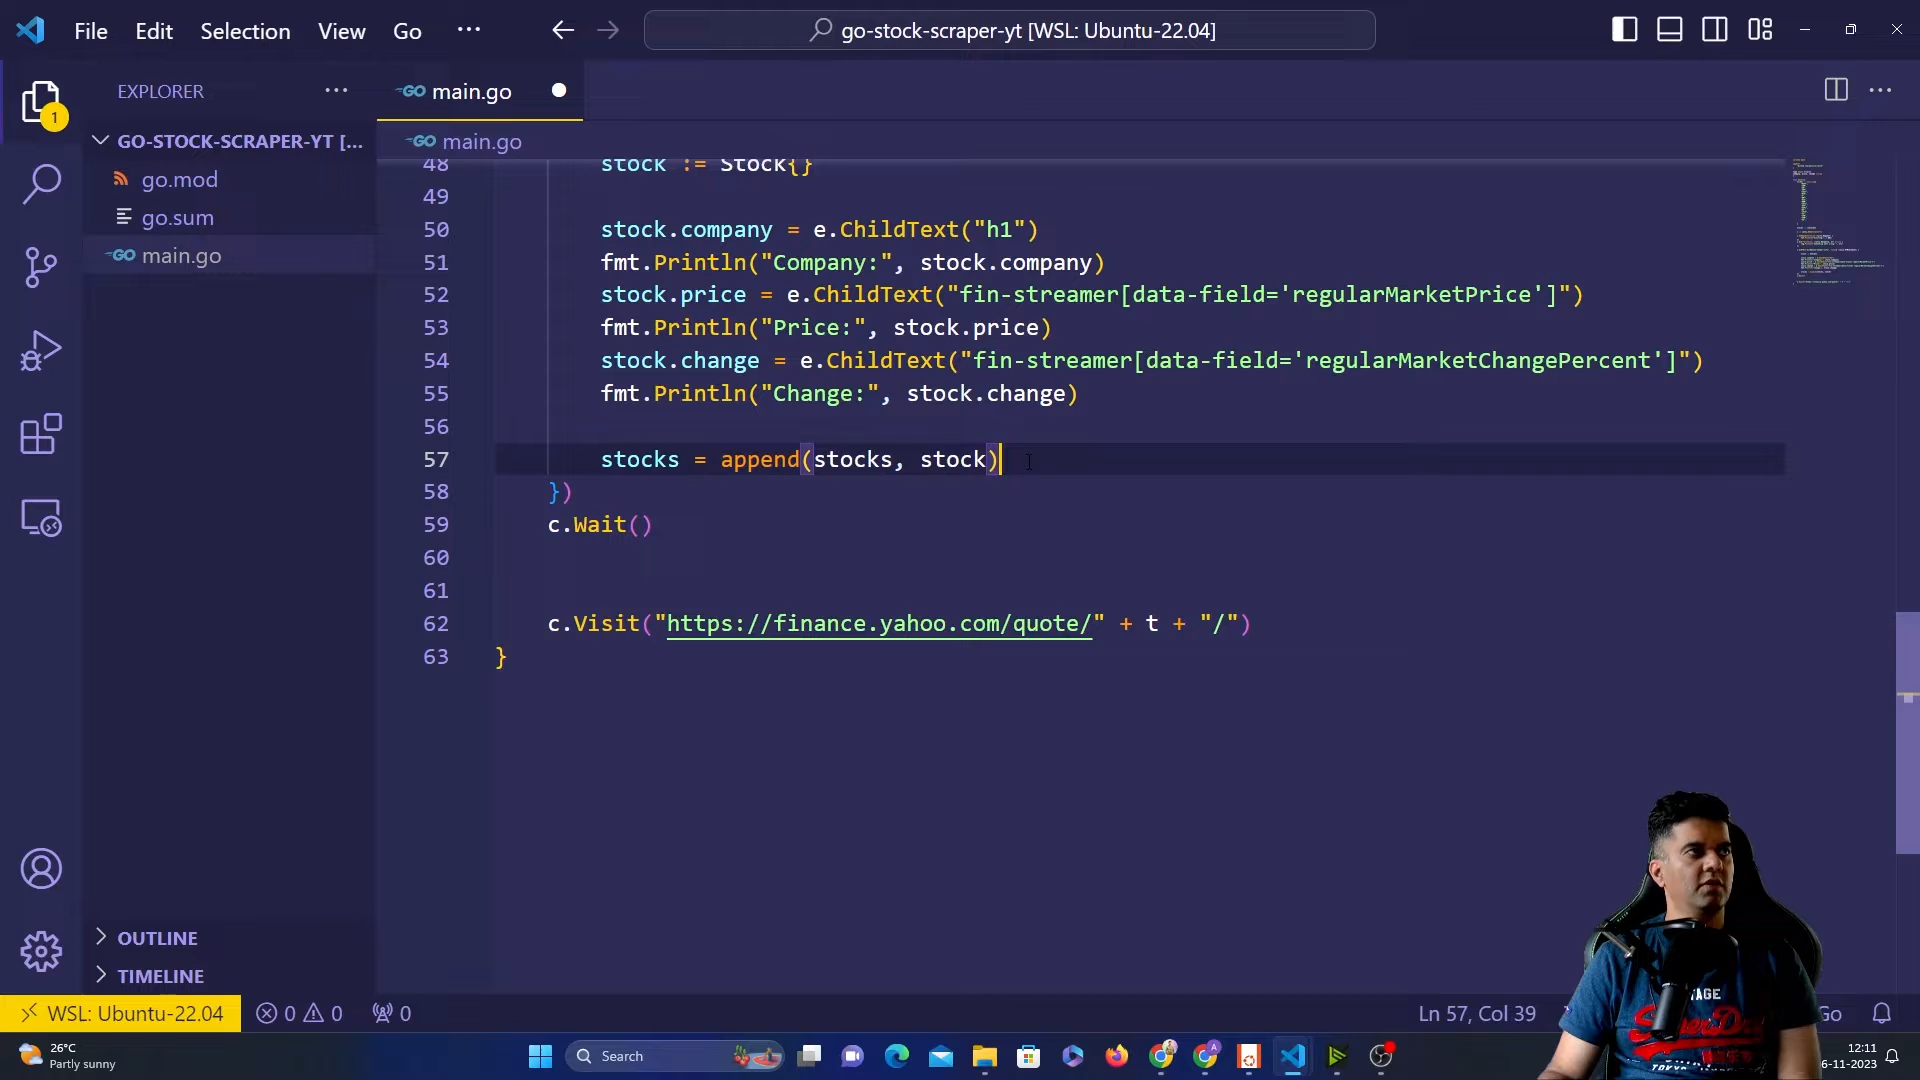 File Edit Selection View Go ··· go-stock-scraper-yt [WSL: Ubuntu-22.04]
EXPLORER ··· GO main.go
1
GO-STOCK-SCRAPER-YT [... GO main.go
go.mod
go.sum
GO main.go
48 stock := Stock{}
49
50 stock.company = e.ChildText("h1")
51 fmt.Println("Company:", stock.company)
52 stock.price = e.ChildText("fin-streamer[data-field='regularMarketPrice']")
53 fmt.Println("Price:", stock.price)
54 stock.change = e.ChildText("fin-streamer[data-field='regularMarketChangePercent']")
55 fmt.Println("Change:", stock.change)
56
57 stocks = append(stocks, stock)
58 })
59 c.Wait()
60
61
62 c.Visit("https://finance.yahoo.com/quote/" + t + "/")
63 }
OUTLINE
TIMELINE
WSL: Ubuntu-22.04 0 0 0 Ln 57, Col 39 Go
26°C
Partly sunny
Search
12:11
6-11-2023